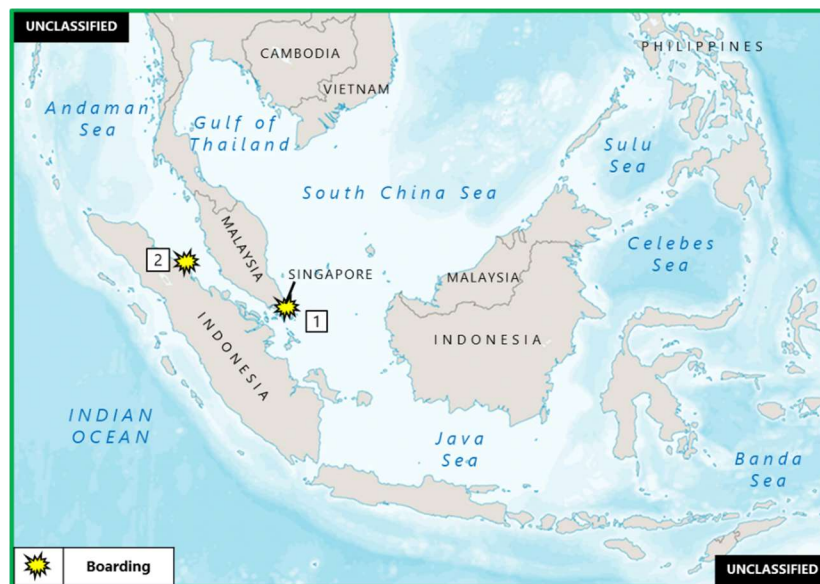 UNCLASSIFIED
PHILIPPINES
CAMBODIA
VIETNAM
Andaman
Sea
Gulf of
Thailand
Sulu
Sea
South China Sea
MALAYSIA
Celebes
Sea
2
SINGAPORE
MALAYSIA
1
INDONESIA
INDONESIA
INDIAN
OCEAN
Java
Sea
Banda
Sea
Boarding
UNCLASSIFIED